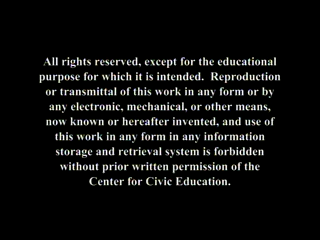 All rights reserved, except for the educational
purpose for which it is intended.  Reproduction
or transmittal of this work in any form or by
any electronic, mechanical, or other means,
now known or hereafter invented, and use of
this work in any form in any information
storage and retrieval system is forbidden
without prior written permission of the
Center for Civic Education.